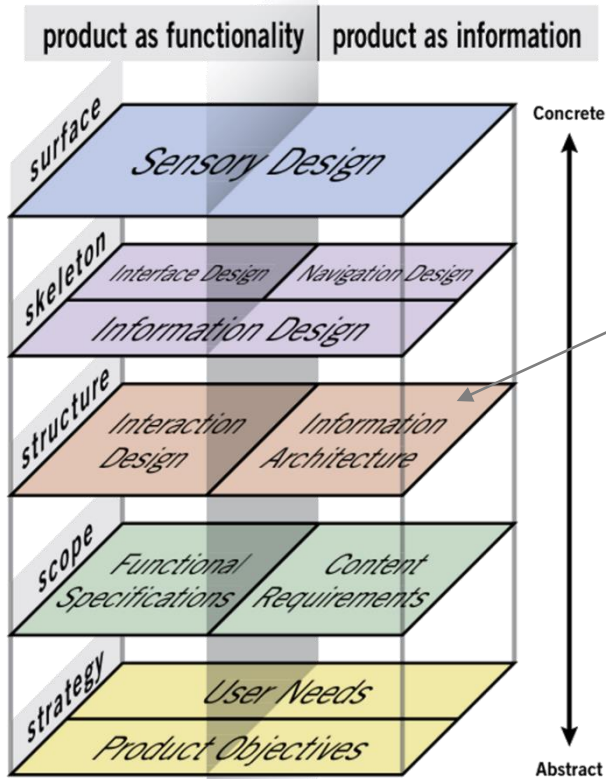 product as functionality
product as information
Concrete
surface
Sensory Design
skeleton
Interface Design
Navigation Design
Information Design
structure
Interaction
Design
Information
Architecture
scope
Functional
Specifications
Content
Requirements
strategy
User Needs
Product Objectives
Abstract